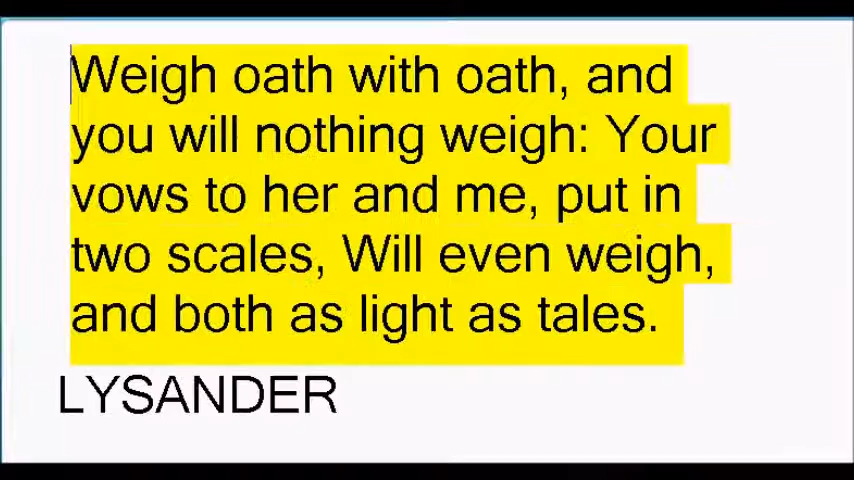 Weigh oath with oath, and
you will nothing weigh: Your
vows to her and me, put in
two scales, Will even weigh,
and both as light as tales.
LYSANDER